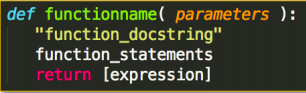 def functionname( parameters ):
    "function_docstring"
    function_statements
    return [expression]